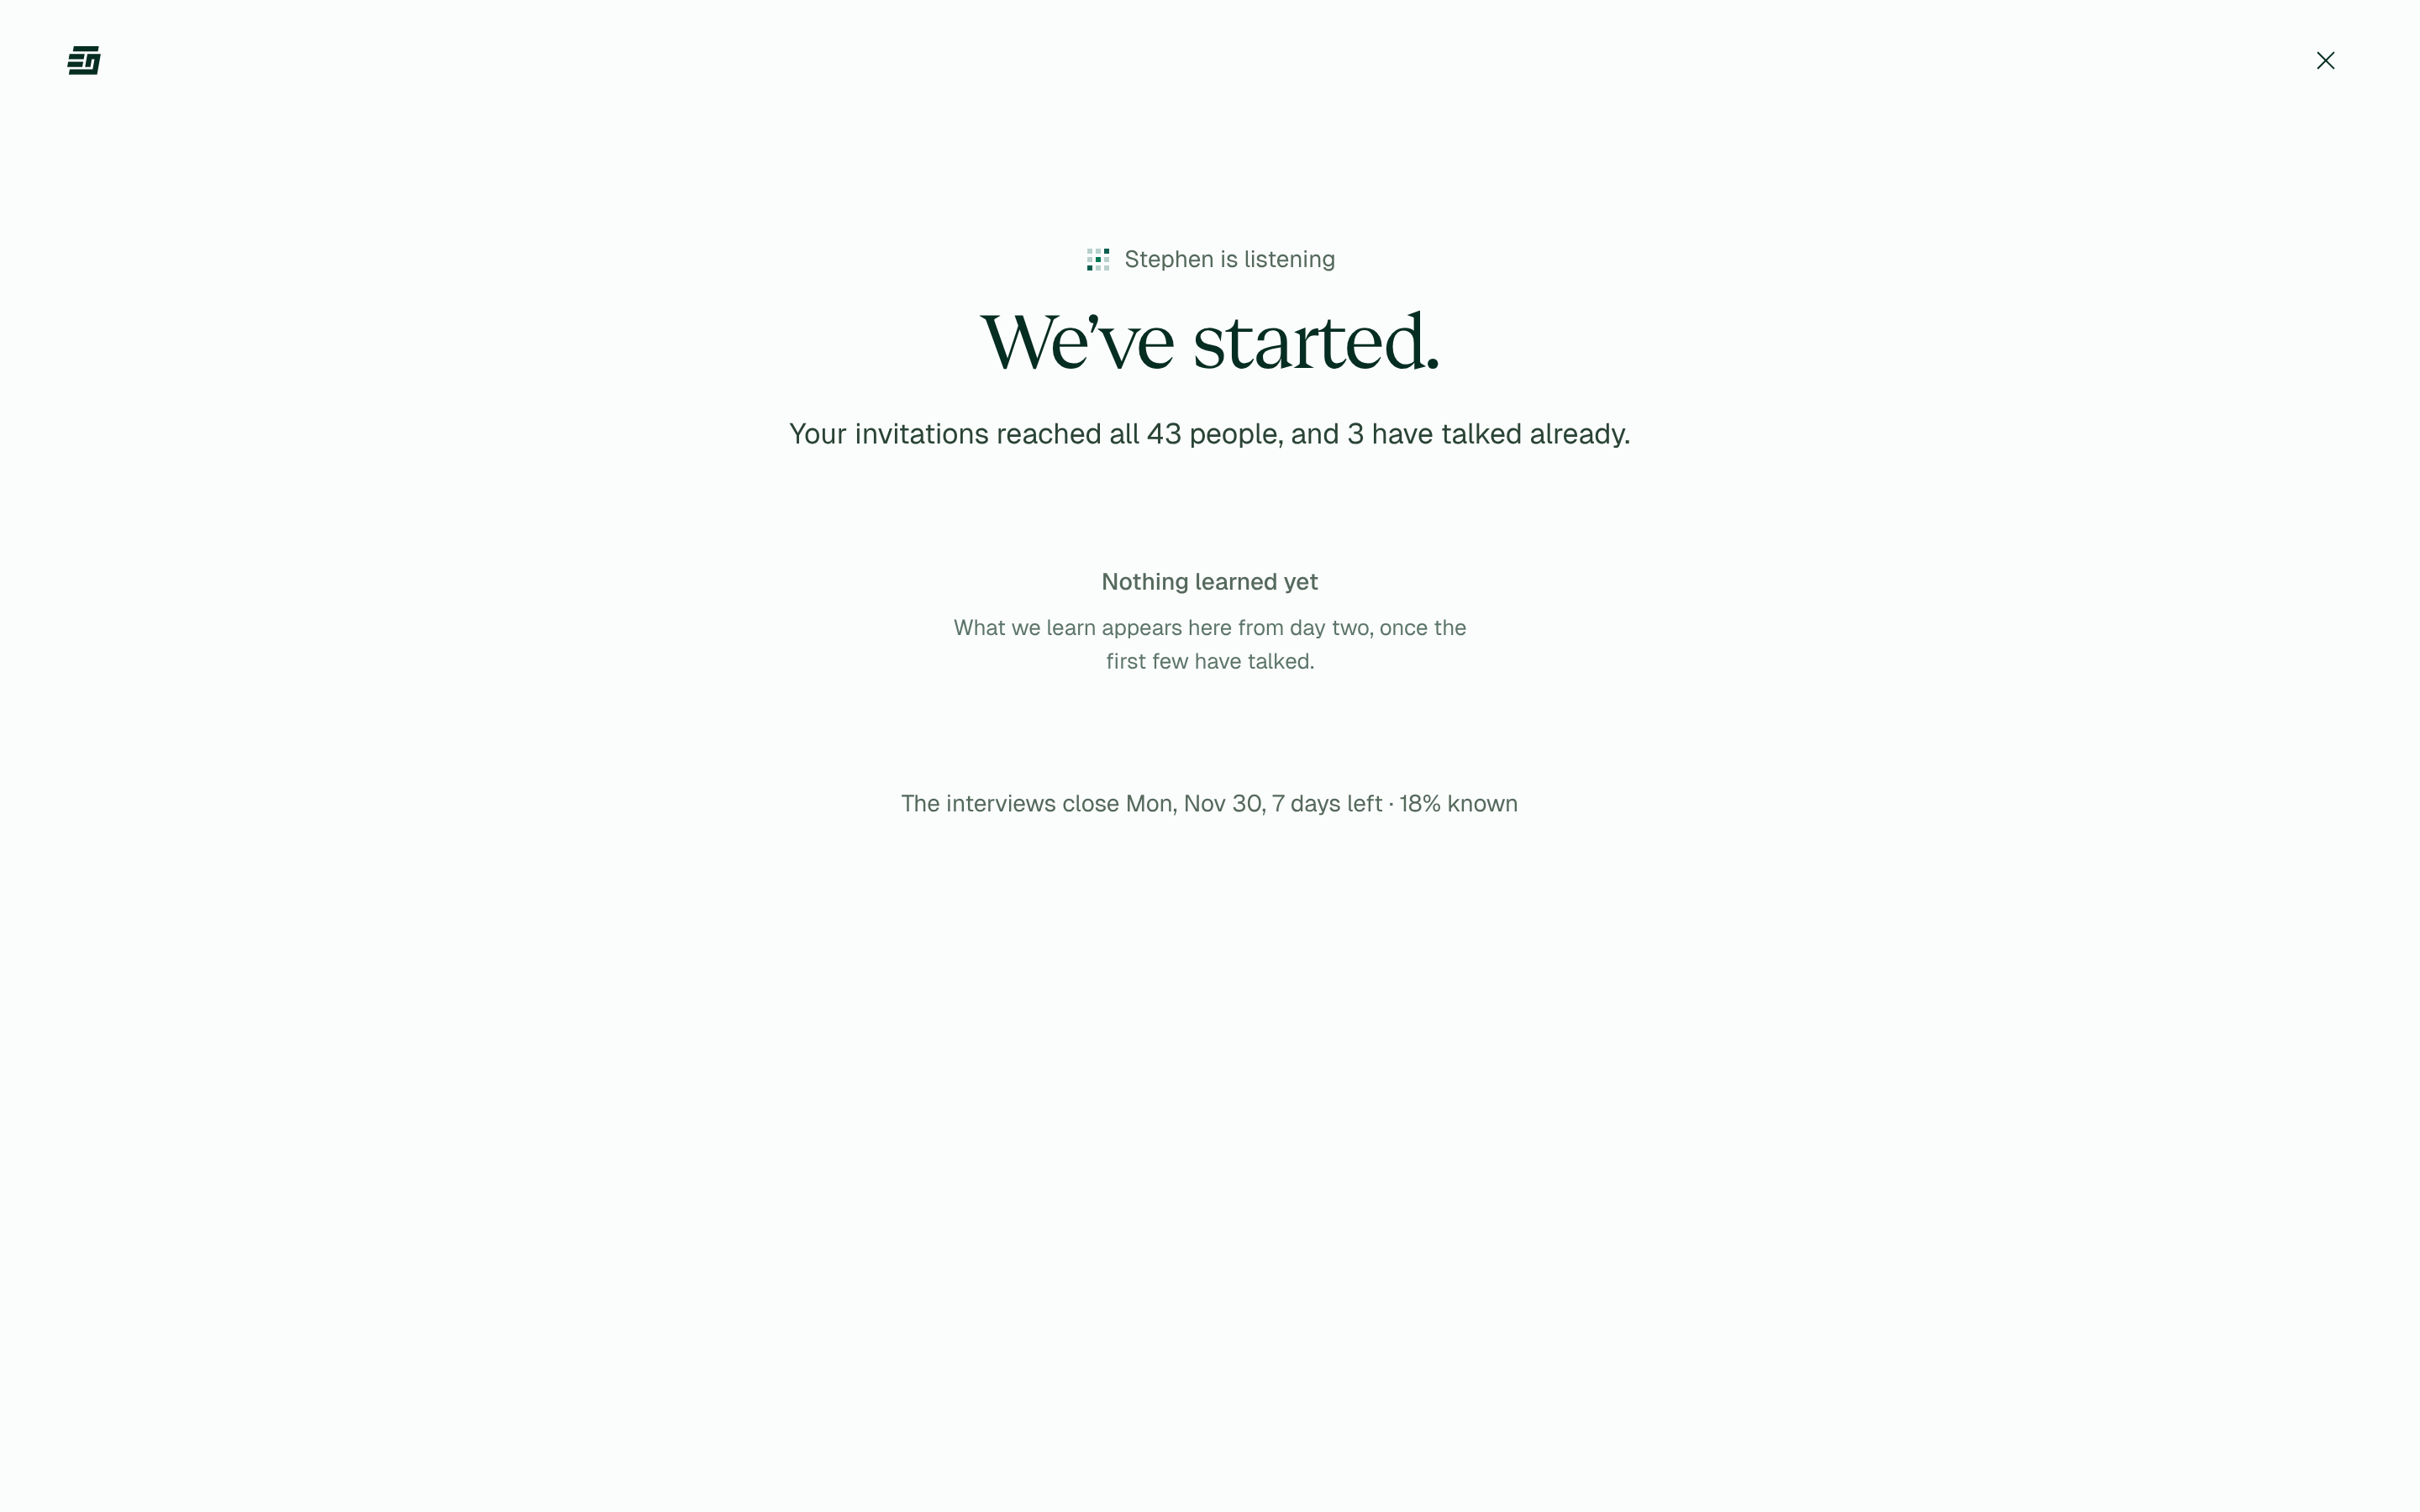 Stephen is listening
We’ve started.
Your invitations reached all 43 people, and 3 have talked already.
Nothing learned yet
What we learn appears here from day two, once the
first few have talked.
The interviews close Mon, Nov 30, 7 days left · 18% known